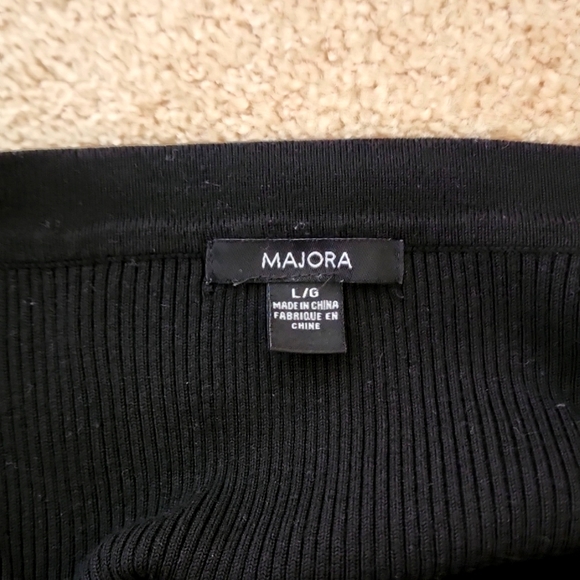 MAJORA
L/G
MADE IN CHINA
FABRIQUE EN
CHINE